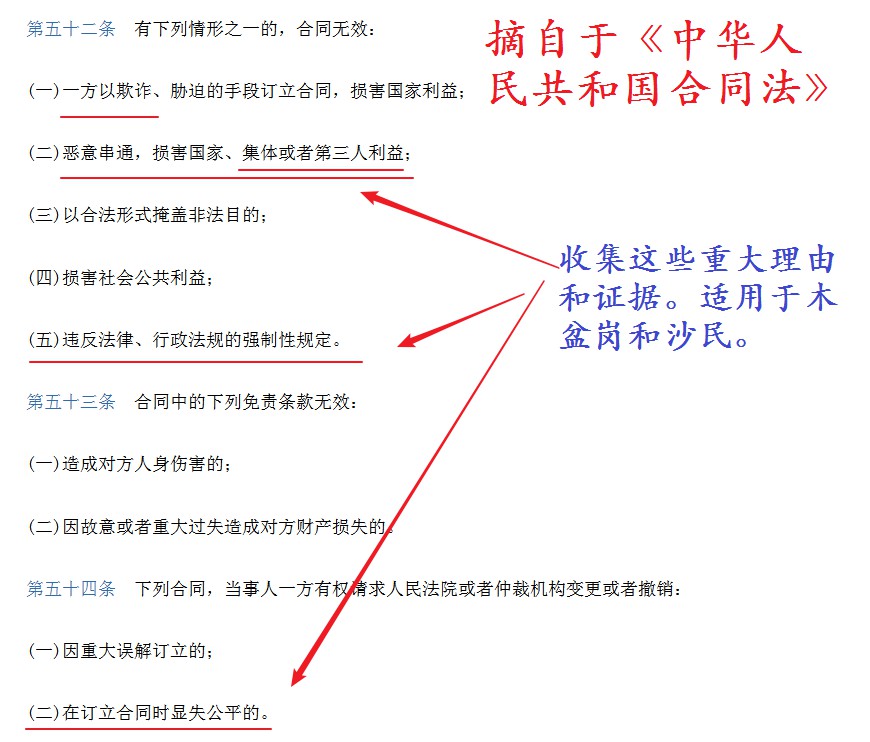 第五十二条 有下列情形之一的，合同无效：
摘自于《中华人
民共和国合同法》
(一)一方以欺诈、胁迫的手段订立合同，损害国家利益；
(二)恶意串通，损害国家、集体或者第三人利益；
(三)以合法形式掩盖非法目的；
收集这些重大理由
和证据。适用于木
盆岗和沙民。
(四)损害社会公共利益；
(五)违反法律、行政法规的强制性规定。
第五十三条 合同中的下列免责条款无效：
(一)造成对方人身伤害的；
(二)因故意或者重大过失造成对方财产损失的。
第五十四条 下列合同，当事人一方有权请求人民法院或者仲裁机构变更或者撤销：
(一)因重大误解订立的；
(二)在订立合同时显失公平的。